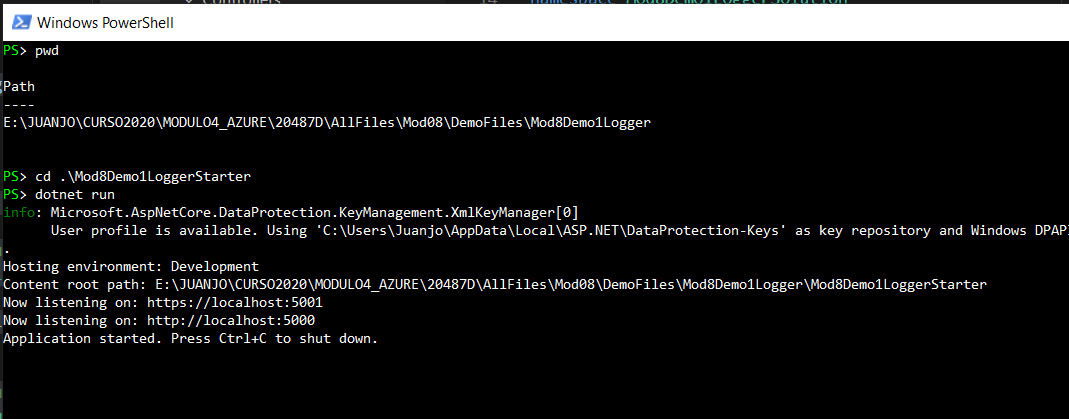 Windows PowerShell
PS> pwd
Path
----
E:\JUANJO\CURSO2020\MODULO4_AZURE\20487D\AllFiles\Mod08\DemoFiles\Mod8Demo1Logger
PS> cd .\Mod8Demo1LoggerStarter
PS> dotnet run
info: Microsoft.AspNetCore.DataProtection.KeyManagement.XmlKeyManager[0]
User profile is available. Using 'C:\Users\Juanjo\AppData\Local\ASP.NET\DataProtection-Keys' as key repository and Windows DPAP
.
Hosting environment: Development
Content root path: E:\JUANJO\CURSO2020\MODULO4_AZURE\20487D\AllFiles\Mod08\DemoFiles\Mod8Demo1Logger\Mod8Demo1LoggerStarter
Now listening on: https://localhost:5001
Now listening on: http://localhost:5000
Application started. Press Ctrl+C to shut down.